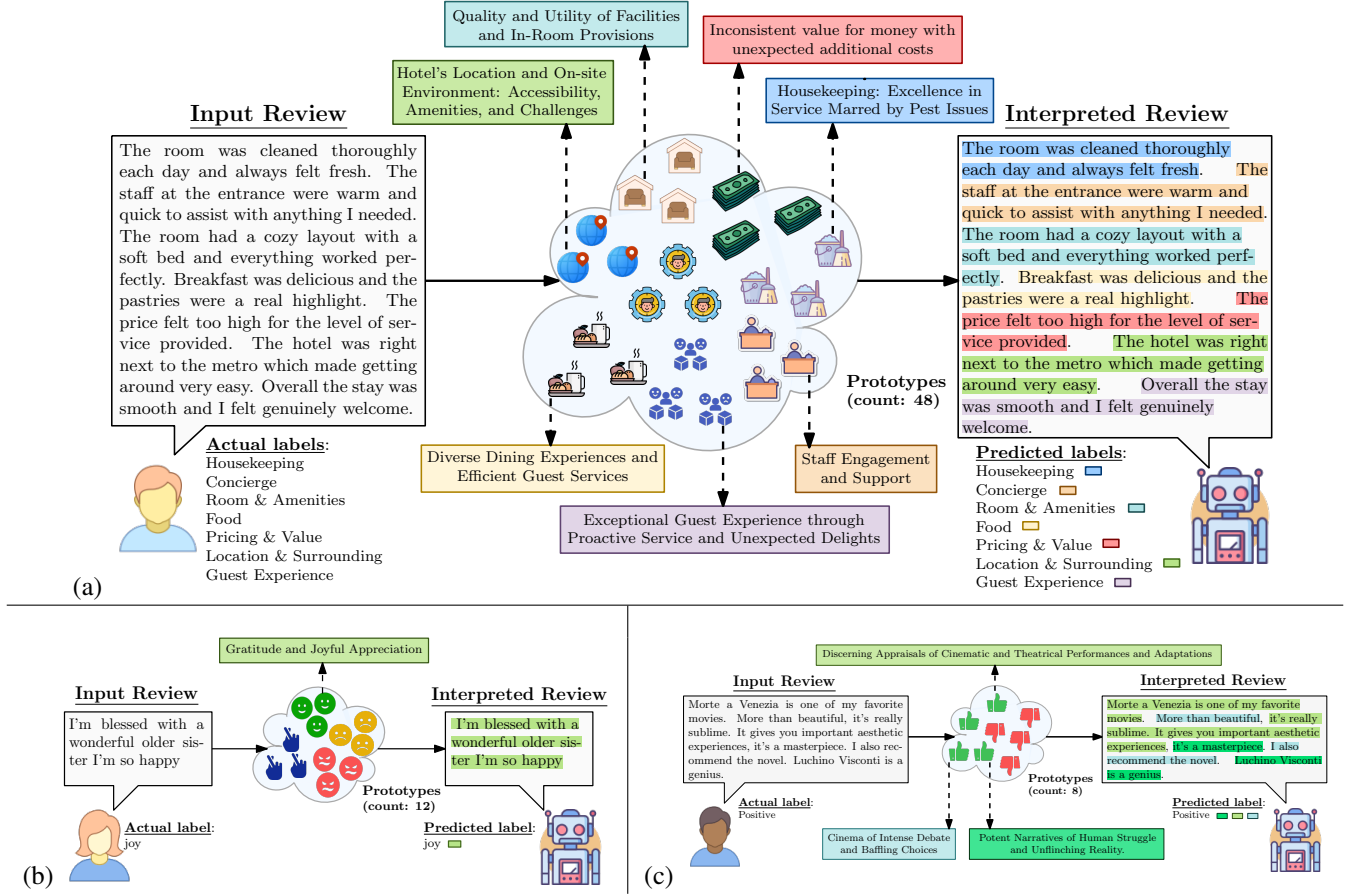 Quality and Utility of Facilities
and In-Room Provisions
Inconsistent value for money with
unexpected additional costs
Hotel's Location and On-site
Environment: Accessibility,
Amenities, and Challenges
Housekeeping: Excellence in
Service Marred by Pest Issues
Input Review
The room was cleaned thoroughly
each day and always felt fresh. The
staff at the entrance were warm and
quick to assist with anything I needed.
The room had a cozy layout with a
soft bed and everything worked per-
fectly. Breakfast was delicious and the
pastries were a real highlight. The
price felt too high for the level of ser-
vice provided. The hotel was right
next to the metro which made getting
around very easy. Overall the stay was
smooth and I felt genuinely welcome.
Actual labels:
Housekeeping
Concierge
Room & Amenities
Food
Pricing & Value
Location & Surrounding
Guest Experience
Prototypes
(count: 48)
Diverse Dining Experiences and
Efficient Guest Services
Staff Engagement
and Support
Exceptional Guest Experience through
Proactive Service and Unexpected Delights
Interpreted Review
The room was cleaned thoroughly
each day and always felt fresh. The
staff at the entrance were warm and
quick to assist with anything I needed.
The room had a cozy layout with a
soft bed and everything worked perf-
ectly. Breakfast was delicious and the
pastries were a real highlight. The
price felt too high for the level of ser-
vice provided. The hotel was right
next to the metro which made getting
around very easy. Overall the stay
was smooth and I felt genuinely
welcome.
Predicted labels:
Housekeeping
Concierge
Room & Amenities
Food
Pricing & Value
Location & Surrounding
Guest Experience
(a)
Gratitude and Joyful Appreciation
Input Review
I'm blessed with a
wonderful older sis-
ter I'm so happy
Actual label:
joy
Prototypes
(count: 12)
Interpreted Review
I'm blessed with a
wonderful older sis-
ter I'm so happy
Predicted label:
joy
(b)
Discerning Appraisals of Cinematic and Theatrical Performances and Adaptations
Input Review
Morte a Venezia is one of my favorite
movies. More than beautiful, it's really
sublime. It gives you important aesthetic
experiences, it's a masterpiece. I also rec-
ommend the novel. Luchino Visconti is a
genius.
Actual label:
Positive
Prototypes
(count: 8)
Cinema of Intense Debate
and Baffling Choices
Potent Narratives of Human Struggle
and Unflinching Reality.
Interpreted Review
Morte a Venezia is one of my favorite
movies. More than beautiful, it's really
sublime. It gives you important aesthetic
experiences, it's a masterpiece. I also
recommend the novel. Luchino Visconti
is a genius.
Predicted label:
Positive
(c)